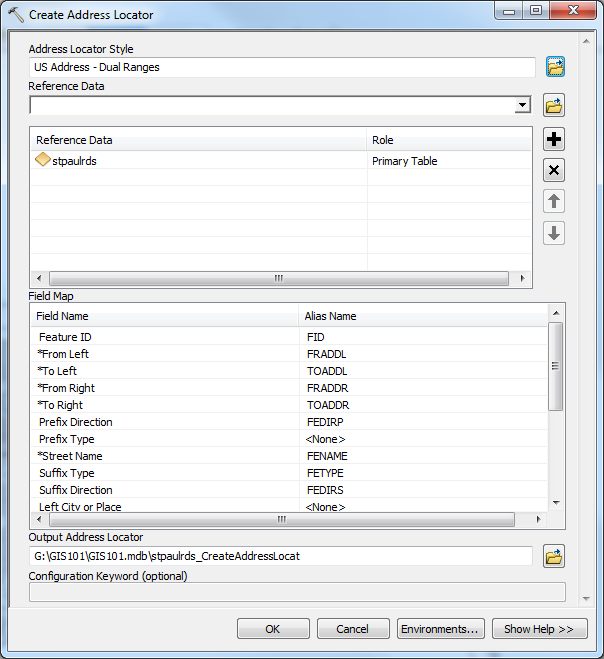 Create Address Locator
Address Locator Style
US Address - Dual Ranges
Reference Data
Reference Data Role
stpaulrds Primary Table
Field Map
Field Name Alias Name
Feature ID FID
*From Left FRADDL
*To Left TOADDL
*From Right FRADDR
*To Right TOADDR
Prefix Direction FEDIRP
Prefix Type <None>
*Street Name FENAME
Suffix Type FETYPE
Suffix Direction FEDIRS
Left City or Place <None>
Output Address Locator
G:\GIS101\GIS101.mdb\stpaulrds_CreateAddressLocat
Configuration Keyword (optional)
OK Cancel Environments... Show Help >>